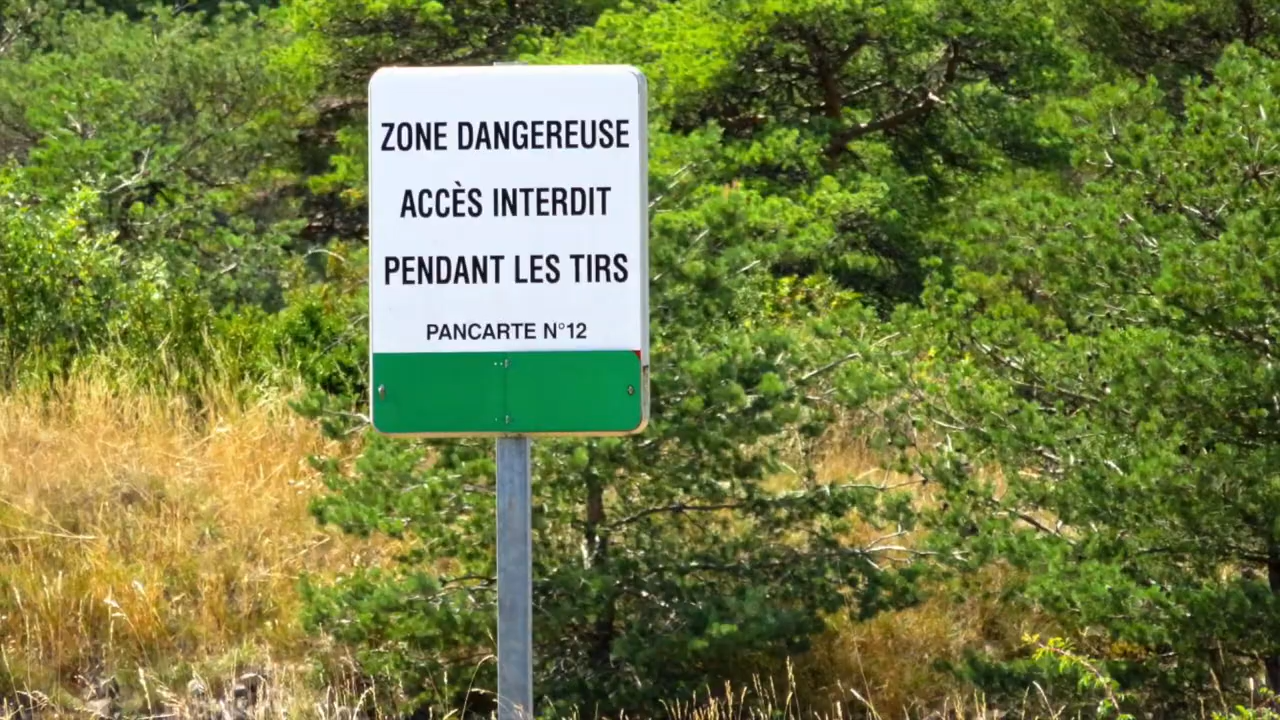 ZONE DANGEREUSE
ACCÈS INTERDIT
PENDANT LES TIRS
PANCARTE N°12